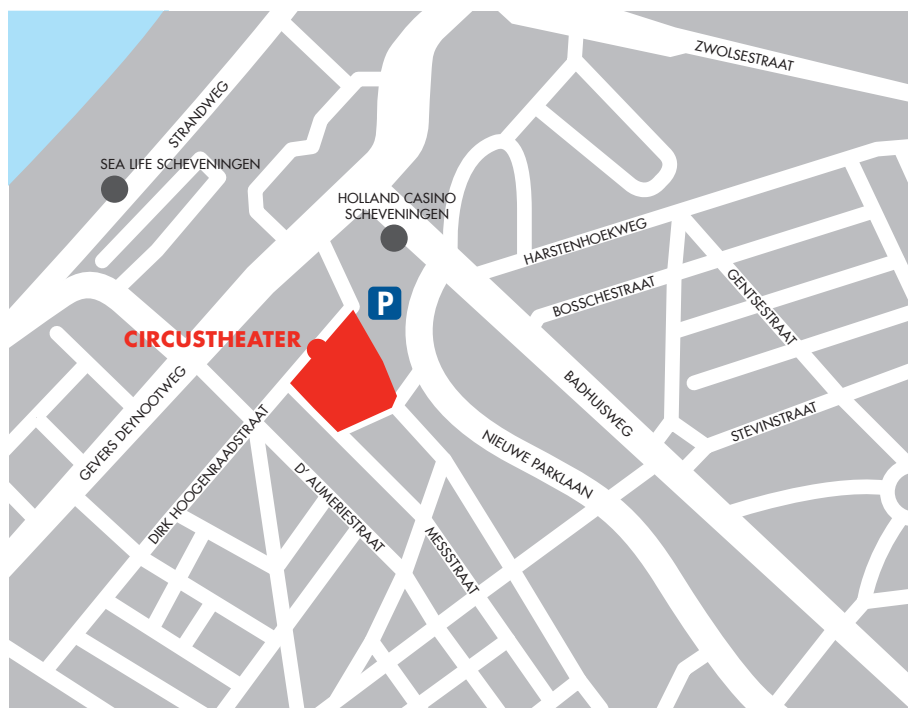 ZWOLSESTRAAT
STRANDWEG
SEA LIFE SCHEVENINGEN
HOLLAND CASINO
SCHEVENINGEN
HARSTENHOEKWEG
BOSSCHESTRAAT
GENTSESTRAAT
P
CIRCUSTHEATER
GEVERS DEYNOOTWEG
BADHUISWEG
STEVINSTRAAT
DIRK HOOGENRAADSTRAAT
NIEUWE PARKLAAN
D' AUMERIESTRAAT
MESSSTRAAT